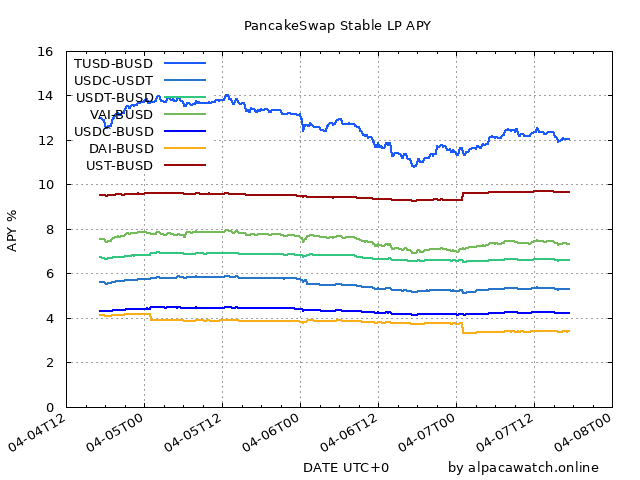 PancakeSwap Stable LP APY
16
14
12
10
8
6
4
2
0
APY %
TUSD-BUSD
USDC-USDT
USDT-BUSD
VAI-BUSD
USDC-BUSD
DAI-BUSD
UST-BUSD
04-04T12
04-05T00
04-05T12
04-06T00
04-06T12
04-07T00
04-07T12
04-08T00
DATE UTC+0
by alpacawatch.online